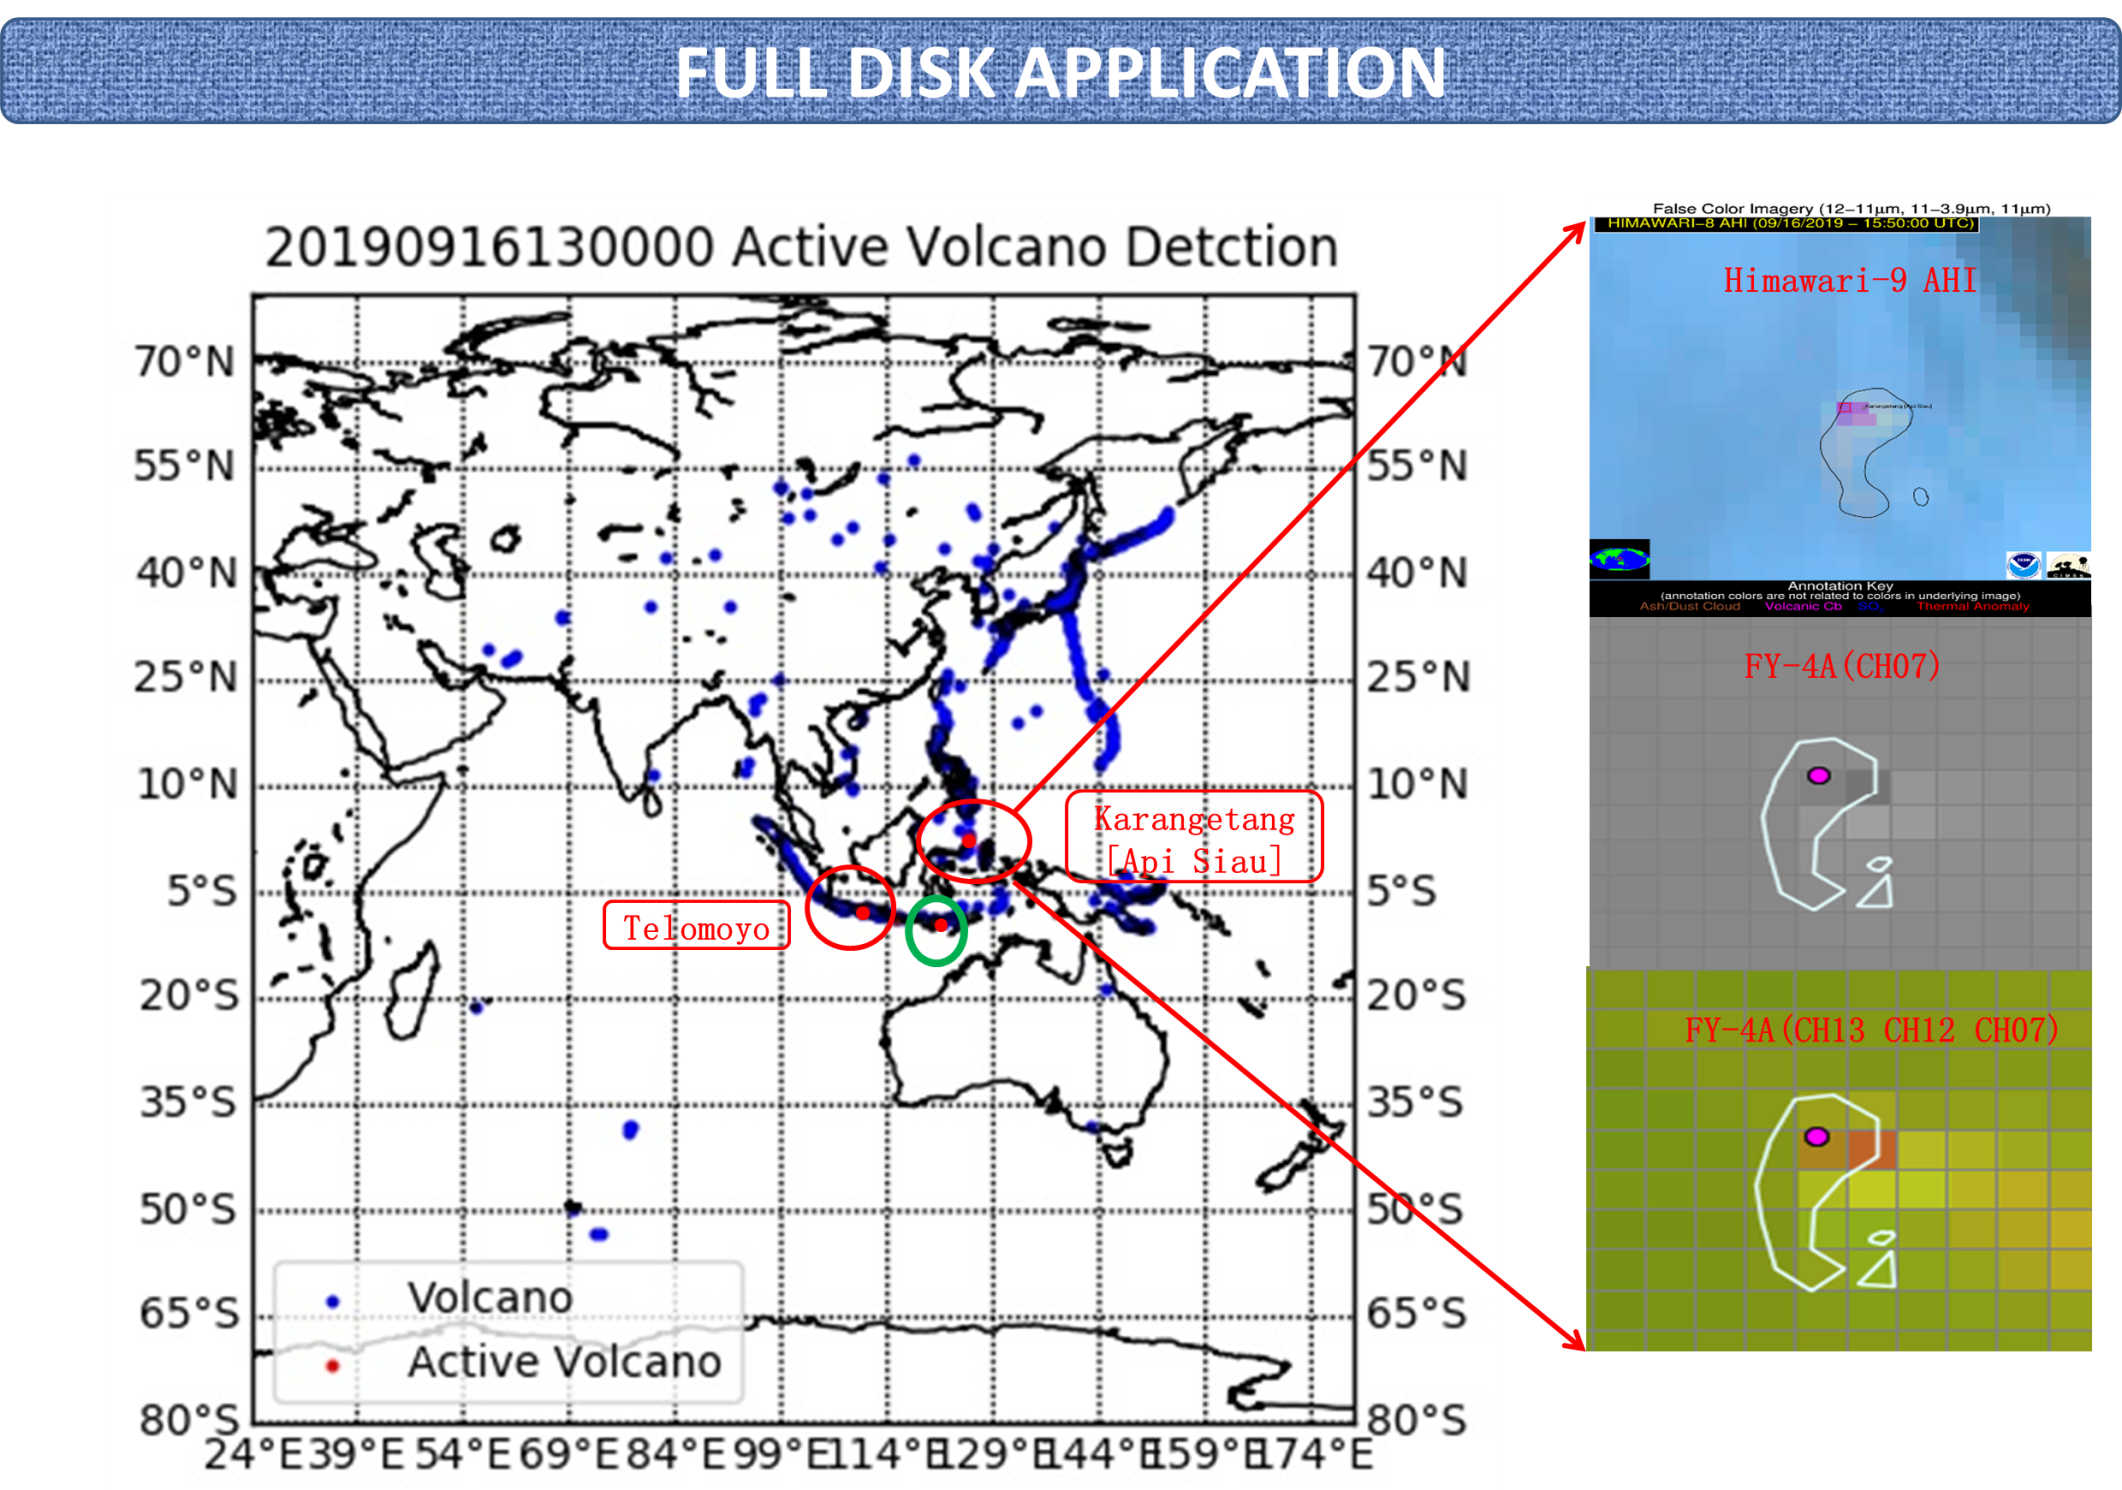 FULL DISK APPLICATION
20190916130000 Active Volcano Detction
70°N
55°N
40°N
25°N
10°N
5°S
20°S
35°S
50°S
65°S
80°S
70°N
55°N
40°N
25°N
10°N
5°S
20°S
35°S
50°S
65°S
80°S
24°E 39°E 54°E 69°E 84°E 99°E 114°E 129°E 144°E 159°E 174°E
Karangetang
[Api Siau]
Telomoyo
Volcano
Active Volcano
False Color Imagery (12–11µm, 11–3.9µm, 11µm)
HIMAWARI–8 AHI (09/16/2019 – 15:50:00 UTC)
Himawari-9 AHI
Karangetang [Api Siau]
Annotation Key
(annotation colors are not related to colors in underlying image)
Ash/Dust Cloud Volcanic Cb SO₂ Thermal Anomaly
FY-4A(CH07)
FY-4A(CH13 CH12 CH07)